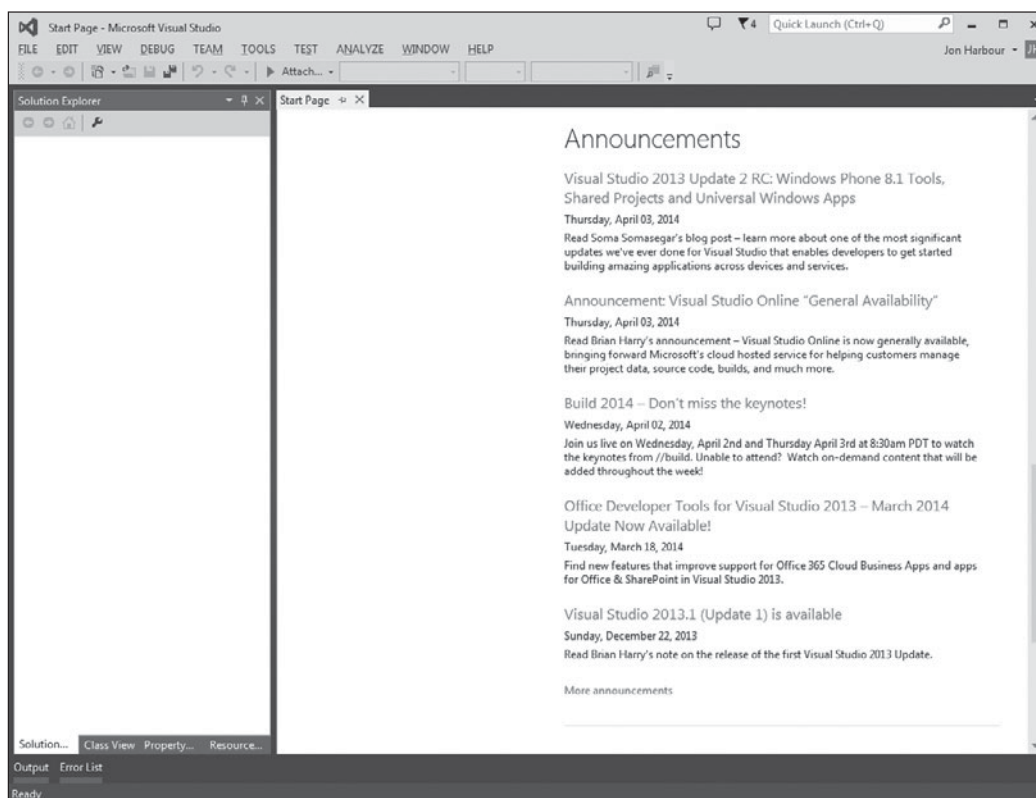 Start Page - Microsoft Visual Studio
4
Quick Launch (Ctrl+Q)
FILE EDIT VIEW DEBUG TEAM TOOLS TEST ANALYZE WINDOW HELP
Jon Harbour
JH
Attach...
Solution Explorer
Start Page
Announcements
Visual Studio 2013 Update 2 RC: Windows Phone 8.1 Tools,
Shared Projects and Universal Windows Apps
Thursday, April 03, 2014
Read Soma Somasegar's blog post – learn more about one of the most significant
updates we've ever done for Visual Studio that enables developers to get started
building amazing applications across devices and services.
Announcement: Visual Studio Online "General Availability"
Thursday, April 03, 2014
Read Brian Harry's announcement – Visual Studio Online is now generally available,
bringing forward Microsoft's cloud hosted service for helping customers manage
their project data, source code, builds, and much more.
Build 2014 – Don't miss the keynotes!
Wednesday, April 02, 2014
Join us live on Wednesday, April 2nd and Thursday April 3rd at 8:30am PDT to watch
the keynotes from //build. Unable to attend? Watch on-demand content that will be
added throughout the week!
Office Developer Tools for Visual Studio 2013 – March 2014
Update Now Available!
Tuesday, March 18, 2014
Find new features that improve support for Office 365 Cloud Business Apps and apps
for Office & SharePoint in Visual Studio 2013.
Visual Studio 2013.1 (Update 1) is available
Sunday, December 22, 2013
Read Brian Harry's note on the release of the first Visual Studio 2013 Update.
More announcements
Solution... Class View Property... Resource...
Output Error List
Ready